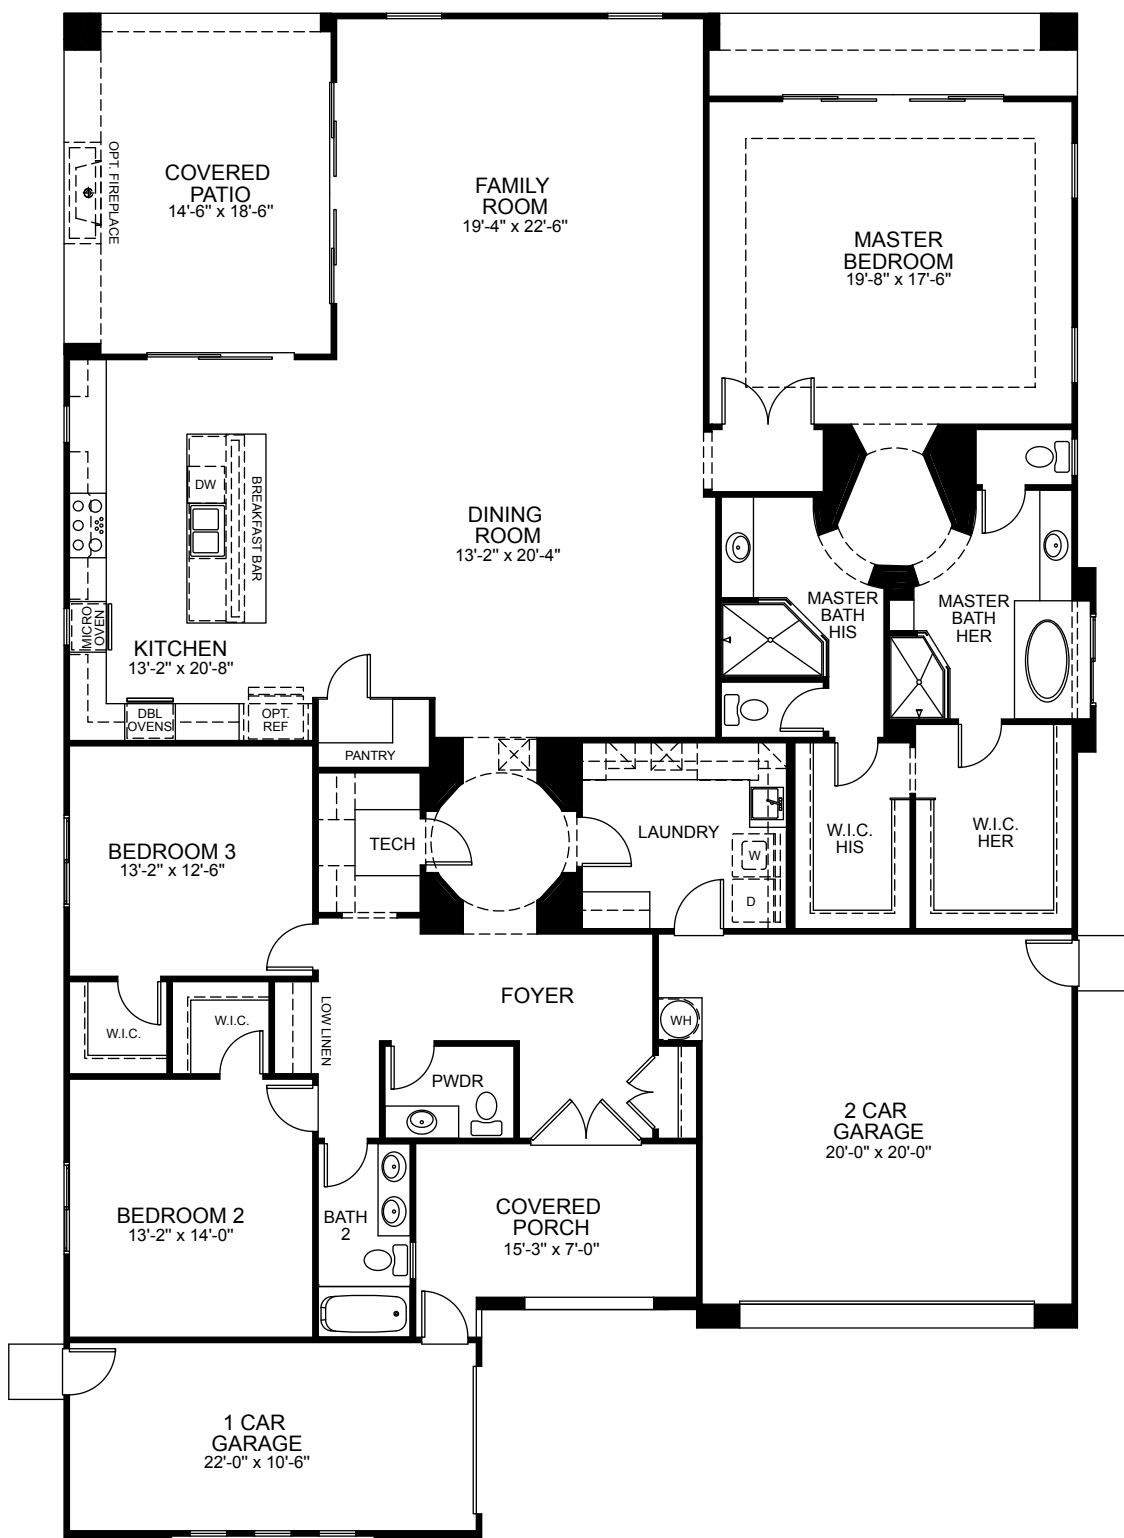 COVERED
PATIO
14'-6" x 18'-6"
OPT. FIREPLACE
FAMILY
ROOM
19'-4" x 22'-6"
MASTER
BEDROOM
19'-8" x 17'-6"
DW
BREAKFAST BAR
DINING
ROOM
13'-2" x 20'-4"
MICRO
OVEN
KITCHEN
13'-2" x 20'-8"
DBL
OVENS
OPT.
REF
PANTRY
MASTER
BATH
HIS
MASTER
BATH
HER
BEDROOM 3
13'-2" x 12'-6"
TECH
LAUNDRY
W
D
W.I.C.
HIS
W.I.C.
HER
W.I.C.
W.I.C.
LOW LINEN
FOYER
WH
PWDR
2 CAR
GARAGE
20'-0" x 20'-0"
BEDROOM 2
13'-2" x 14'-0"
BATH
2
COVERED
PORCH
15'-3" x 7'-0"
1 CAR
GARAGE
22'-0" x 10'-6"